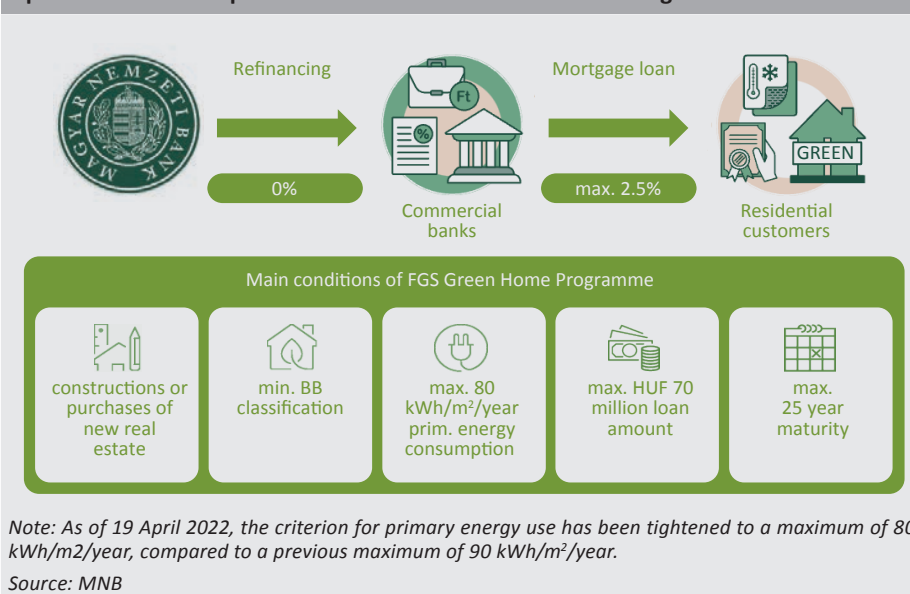 MAGYAR NEMZETI BANK
Refinancing
0%
Ft
%
Commercial
banks
Mortgage loan
max. 2.5%
GREEN
Residential
customers
Main conditions of FGS Green Home Programme
constructions or
purchases of
new real
estate
min. BB
classification
max. 80
kWh/m²/year
prim. energy
consumption
max. HUF 70
million loan
amount
max.
25 year
maturity
Note: As of 19 April 2022, the criterion for primary energy use has been tightened to a maximum of 80
kWh/m2/year, compared to a previous maximum of 90 kWh/m²/year.
Source: MNB